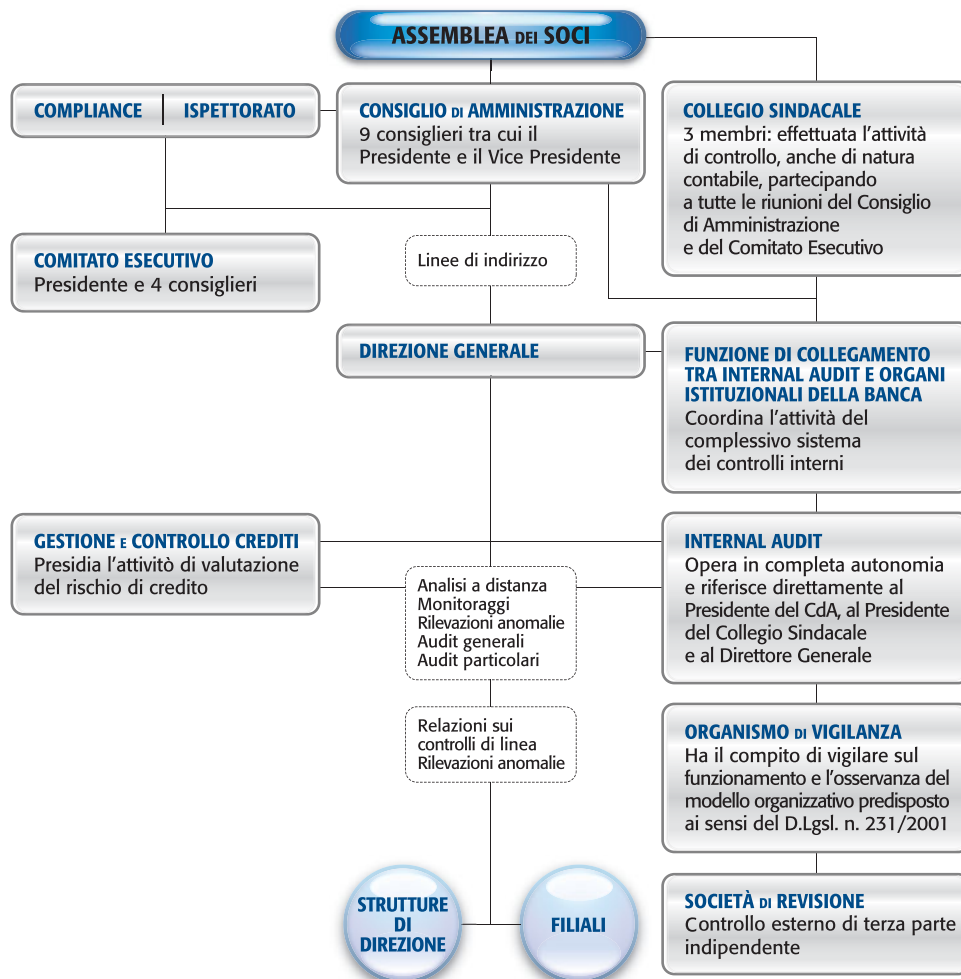 ASSEMBLEA DEI SOCI
COMPLIANCE | ISPETTORATO
CONSIGLIO DI AMMINISTRAZIONE
9 consiglieri tra cui il
Presidente e il Vice Presidente
COLLEGIO SINDACALE
3 membri: effettuata l'attività
di controllo, anche di natura
contabile, partecipando
a tutte le riunioni del Consiglio
di Amministrazione
e del Comitato Esecutivo
COMITATO ESECUTIVO
Presidente e 4 consiglieri
Linee di indirizzo
DIREZIONE GENERALE
FUNZIONE DI COLLEGAMENTO
TRA INTERNAL AUDIT E ORGANI
ISTITUZIONALI DELLA BANCA
Coordina l'attività del
complessivo sistema
dei controlli interni
GESTIONE E CONTROLLO CREDITI
Presidia l'attivitò di valutazione
del rischio di credito
Analisi a distanza
Monitoraggi
Rilevazioni anomalie
Audit generali
Audit particolari
INTERNAL AUDIT
Opera in completa autonomia
e riferisce direttamente al
Presidente del CdA, al Presidente
del Collegio Sindacale
e al Direttore Generale
Relazioni sui
controlli di linea
Rilevazioni anomalie
ORGANISMO DI VIGILANZA
Ha il compito di vigilare sul
funzionamento e l'osservanza del
modello organizzativo predisposto
ai sensi del D.Lgsl. n. 231/2001
STRUTTURE
DI
DIREZIONE
FILIALI
SOCIETÀ DI REVISIONE
Controllo esterno di terza parte
indipendente